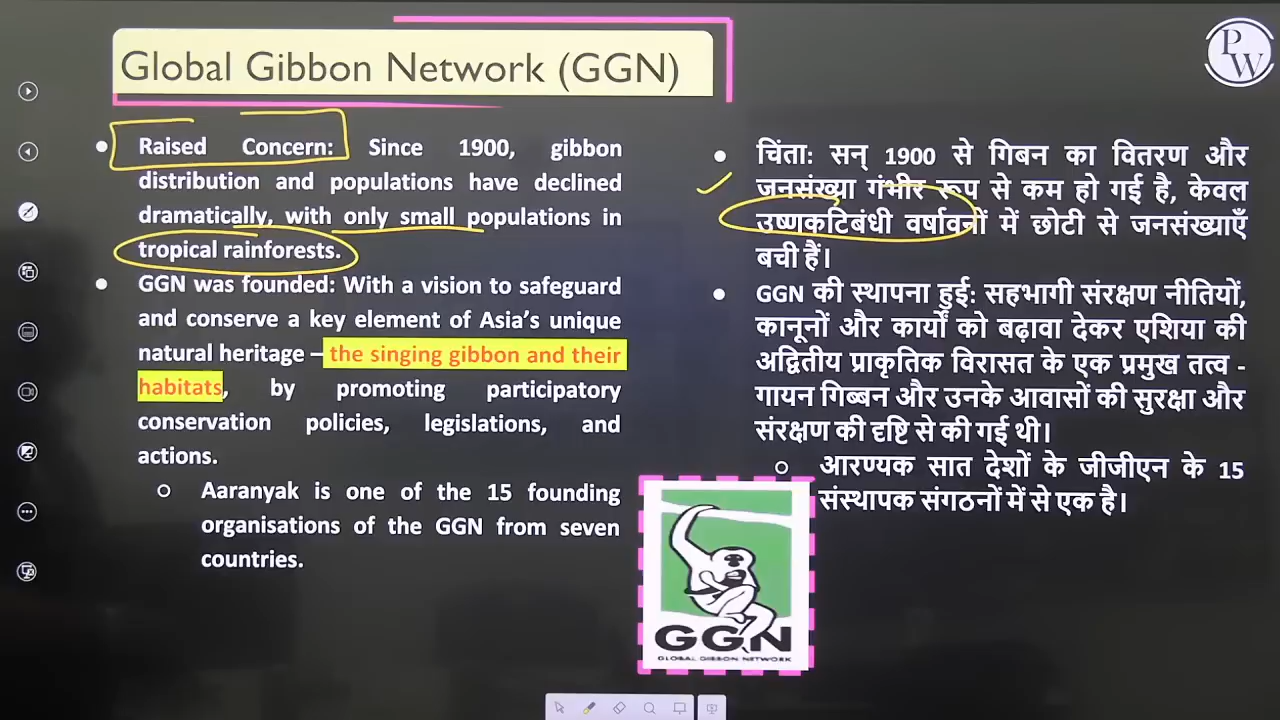 Global Gibbon Network (GGN)
PW
Raised Concern: Since 1900, gibbon
distribution and populations have declined
dramatically, with only small populations in
tropical rainforests.
GGN was founded: With a vision to safeguard
and conserve a key element of Asia's unique
natural heritage – the singing gibbon and their
habitats, by promoting participatory
conservation policies, legislations, and
actions.
Aaranyak is one of the 15 founding
organisations of the GGN from seven
countries.
चिंता: सन् 1900 से गिबन का वितरण और
जनसंख्या गंभीर रूप से कम हो गई है, केवल
उष्णकटिबंधी वर्षावनों में छोटी से जनसंख्याएँ
बची हैं।
GGN की स्थापना हुई: सहभागी संरक्षण नीतियों,
कानूनों और कार्यों को बढ़ावा देकर एशिया की
अद्वितीय प्राकृतिक विरासत के एक प्रमुख तत्व -
गायन गिब्बन और उनके आवासों की सुरक्षा और
संरक्षण की दृष्टि से की गई थी।
आरण्यक सात देशों के जीजीएन के 15
संस्थापक संगठनों में से एक है।
GGN
GLOBAL GIBBON NETWORK